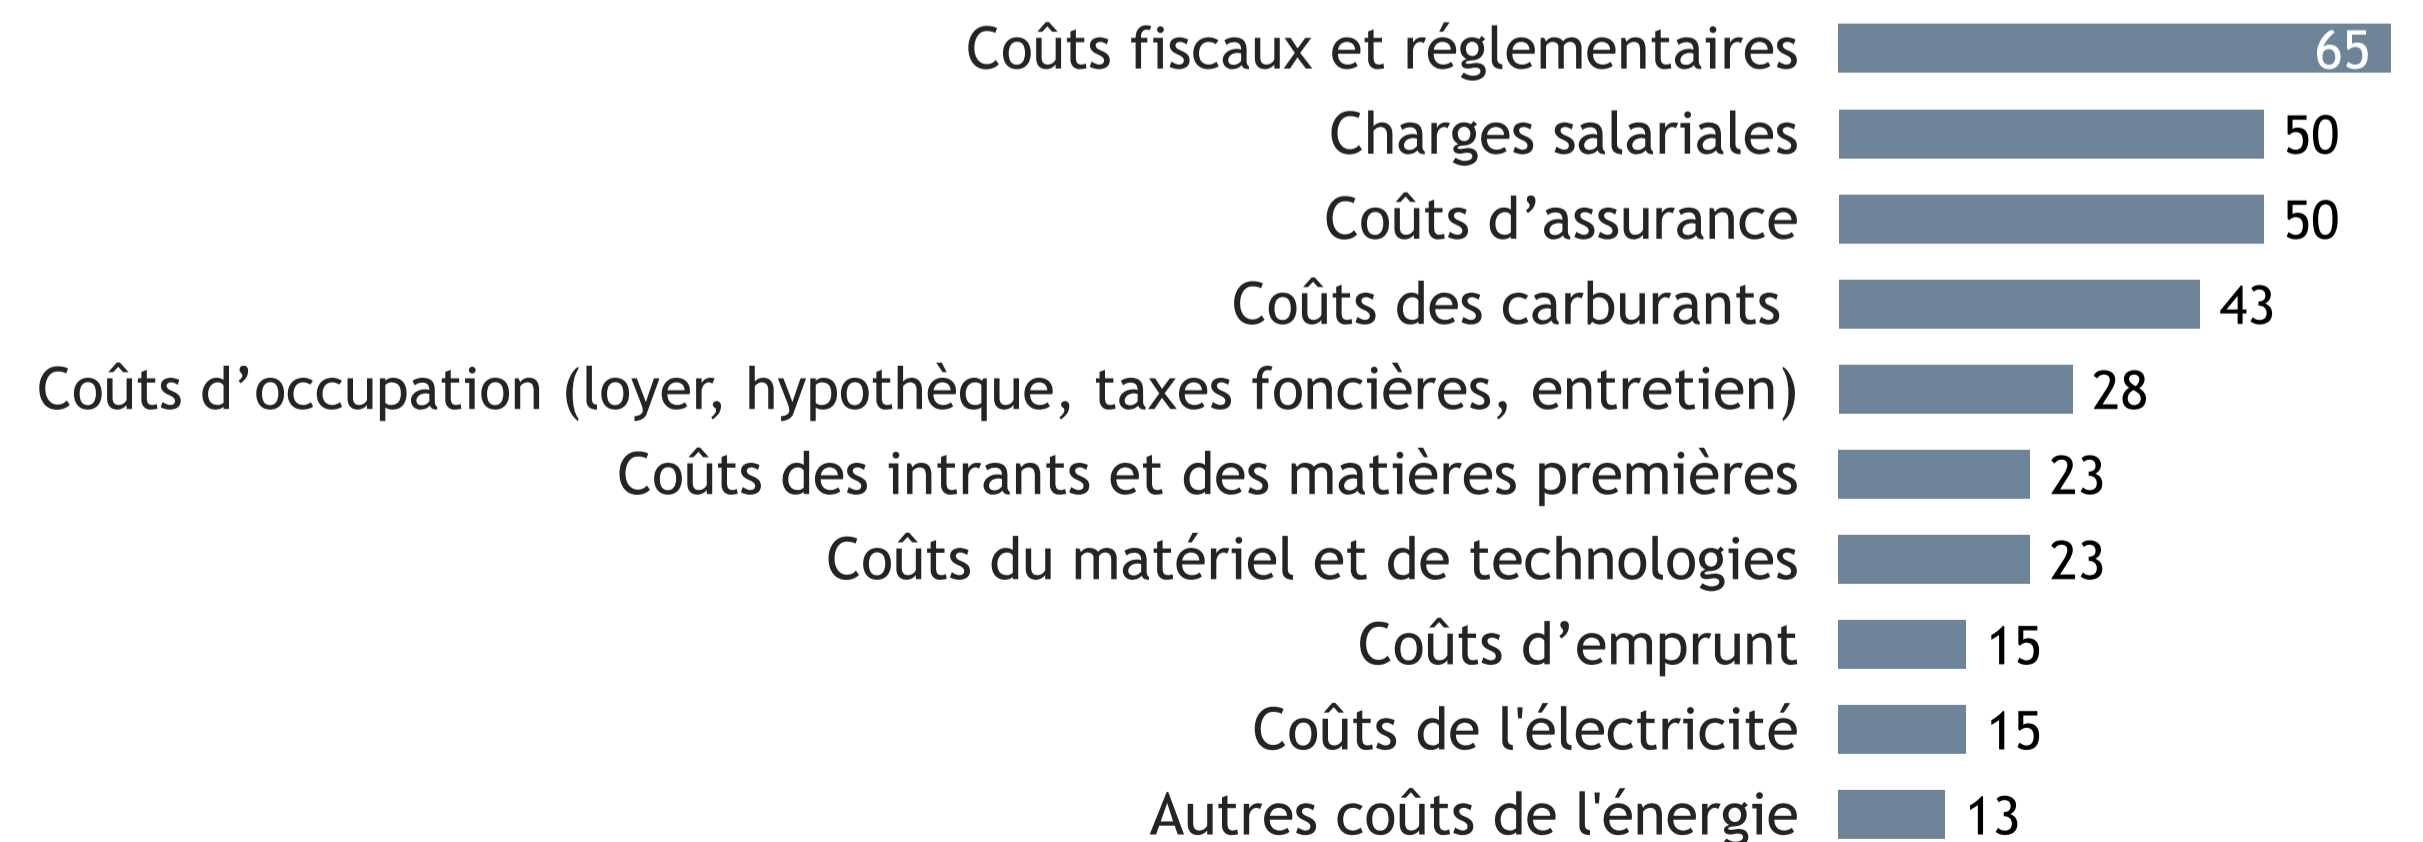 Coûts fiscaux et réglementaires 65
Charges salariales 50
Coûts d’assurance 50
Coûts des carburants 43
Coûts d’occupation (loyer, hypothèque, taxes foncières, entretien) 28
Coûts des intrants et des matières premières 23
Coûts du matériel et de technologies 23
Coûts d’emprunt 15
Coûts de l'électricité 15
Autres coûts de l'énergie 13